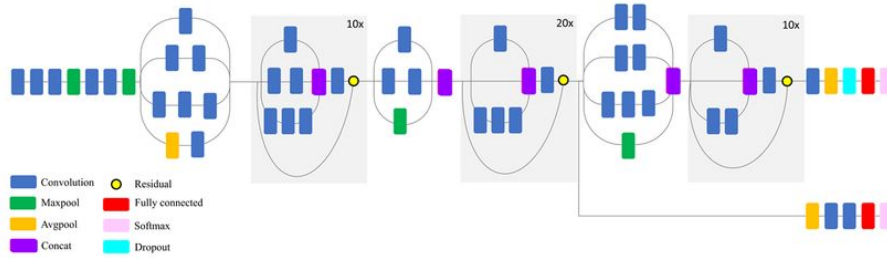 10x
20x
10x
Convolution
Residual
Maxpool
Fully connected
Avgpool
Softmax
Concat
Dropout